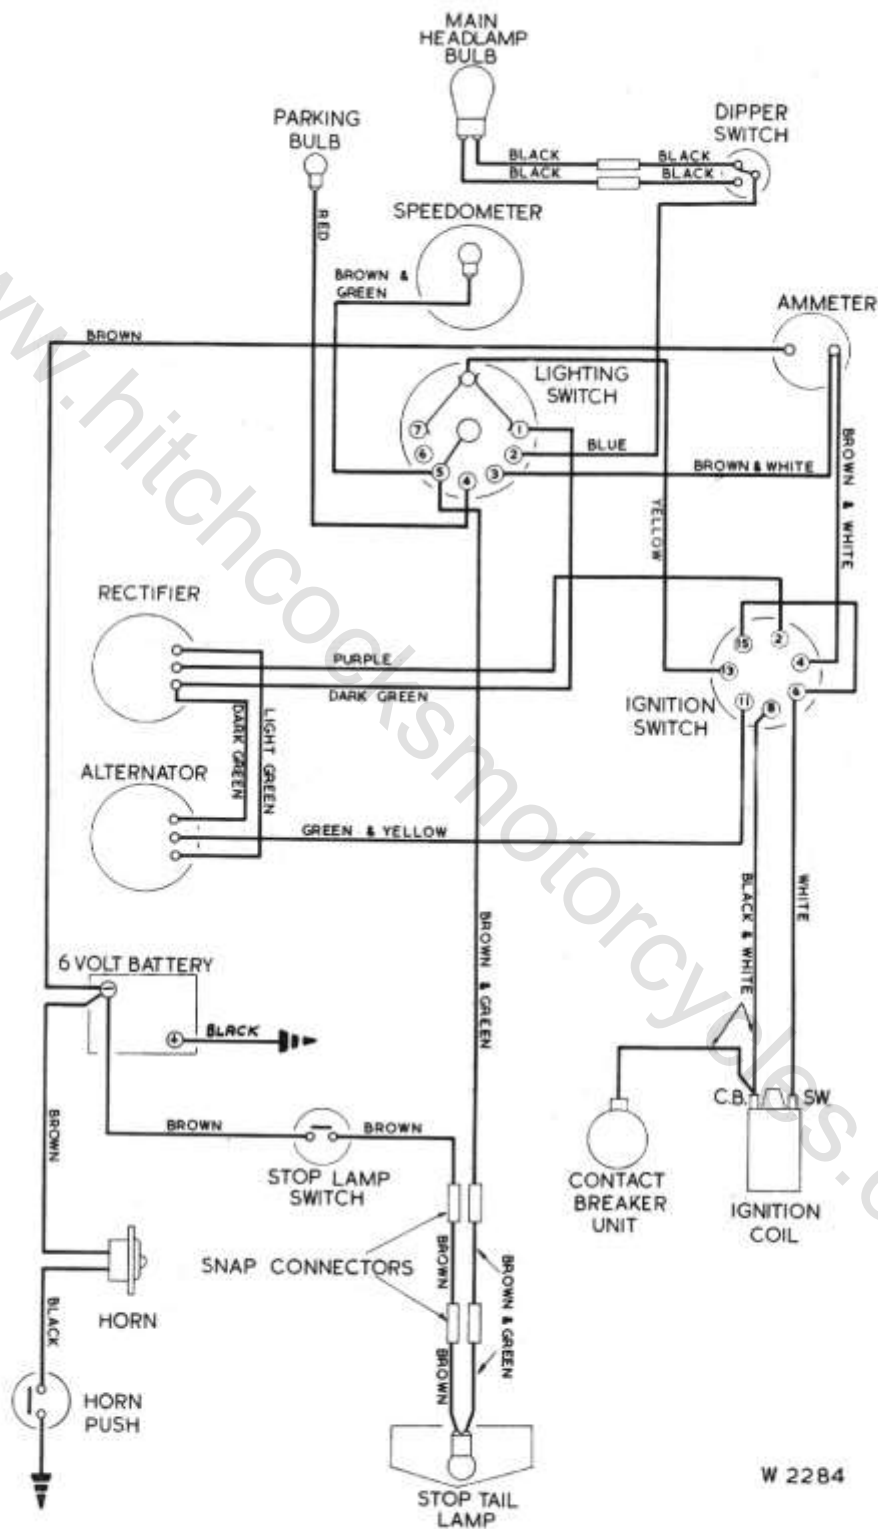 MAIN
HEADLAMP
BULB
DIPPER
SWITCH
PARKING
BULB
BLACK
BLACK
BLACK
BLACK
RED
SPEEDOMETER
BROWN &
GREEN
AMMETER
BROWN
LIGHTING
SWITCH
7
1
6
2
5
4
3
BLUE
BROWN & WHITE
BROWN & WHITE
YELLOW
RECTIFIER
PURPLE
DARK GREEN
15
2
13
4
11
8
6
IGNITION
SWITCH
DARK GREEN
LIGHT GREEN
ALTERNATOR
GREEN & YELLOW
BROWN & GREEN
BLACK & WHITE
WHITE
6 VOLT BATTERY
BLACK
C.B.
SW
BROWN
BROWN
BROWN
STOP LAMP
SWITCH
CONTACT
BREAKER
UNIT
IGNITION
COIL
SNAP CONNECTORS
BROWN
BROWN & GREEN
BROWN
HORN
BLACK
HORN
PUSH
STOP TAIL
LAMP
W 2284
www.hitchcocksmotorcycles.c